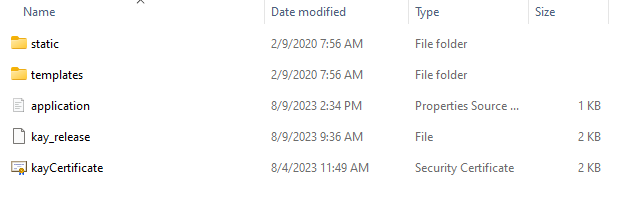 Name Date modified Type Size
static 2/9/2020 7:56 AM File folder
templates 2/9/2020 7:56 AM File folder
application 8/9/2023 2:34 PM Properties Source ... 1 KB
kay_release 8/9/2023 9:36 AM File 2 KB
kayCertificate 8/4/2023 11:49 AM Security Certificate 2 KB